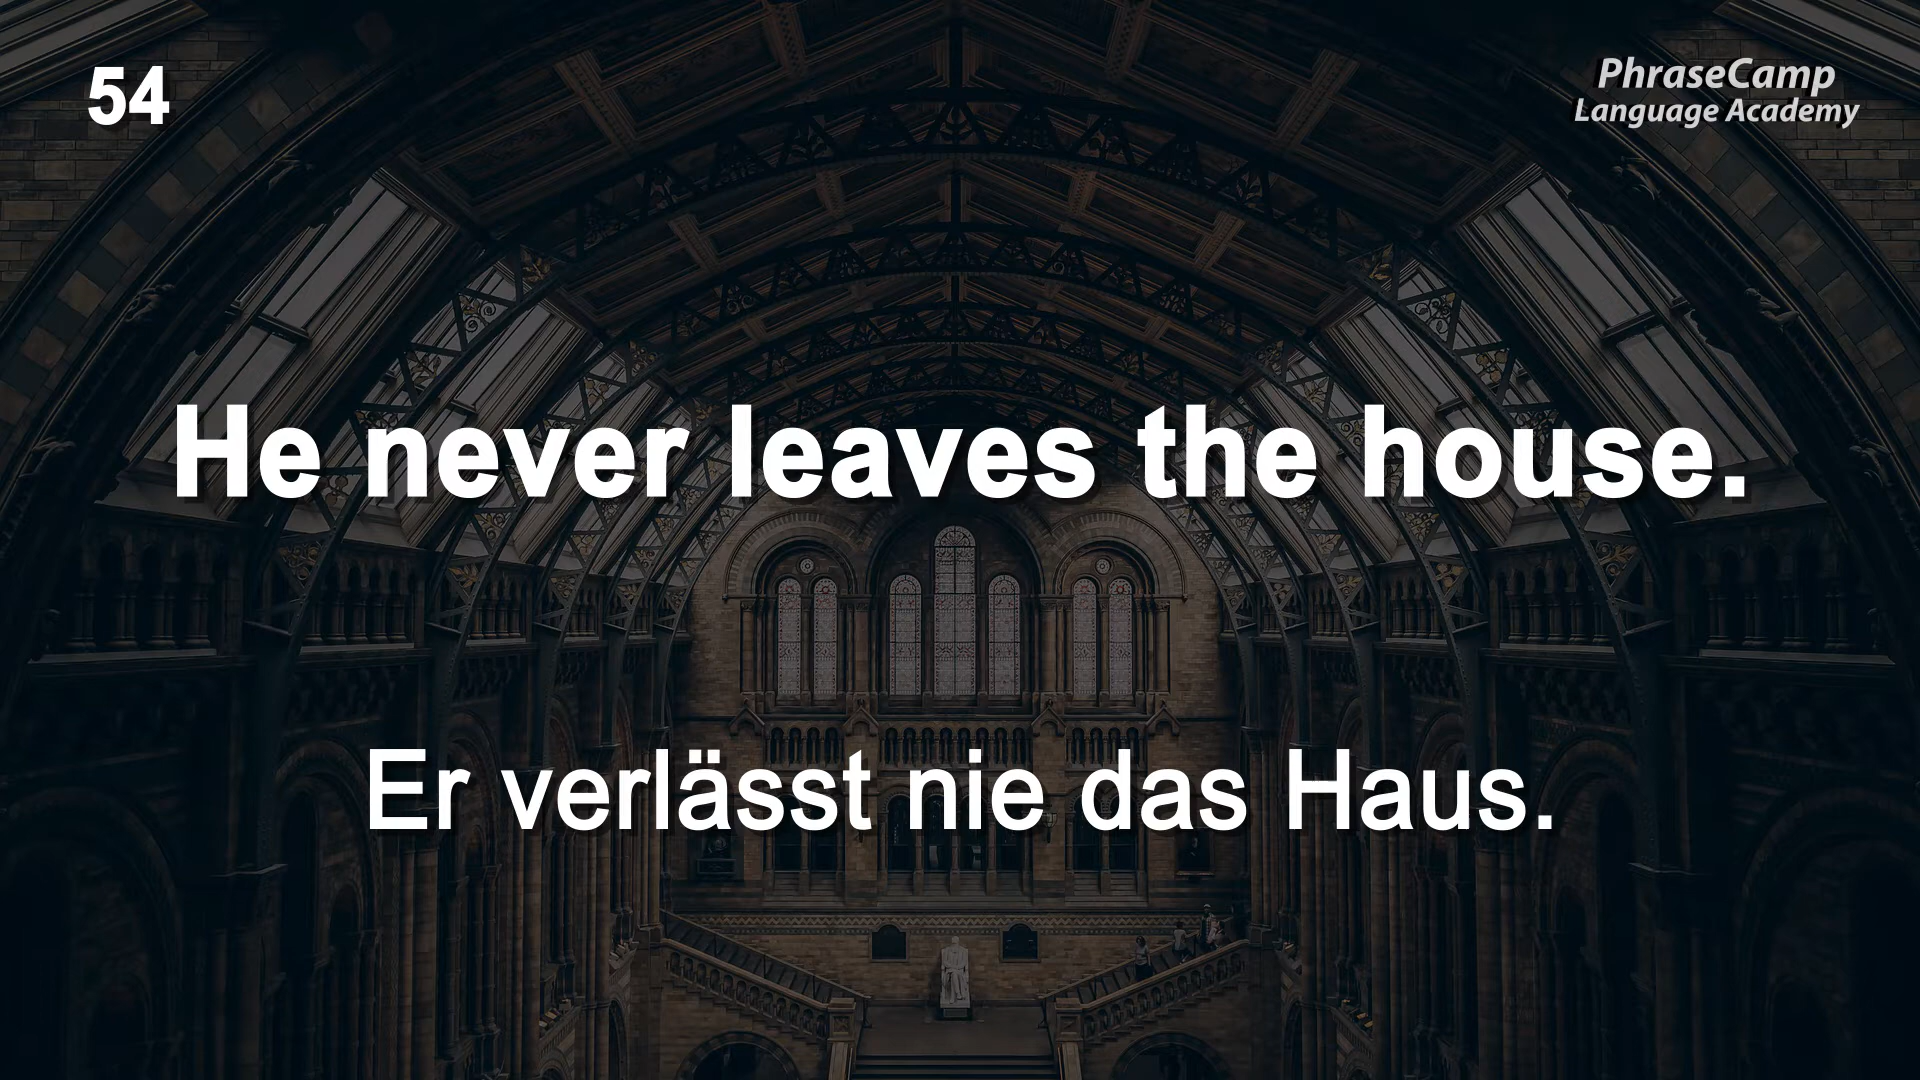 54
PhraseCamp
Language Academy
He never leaves the house.
Er verlässt nie das Haus.